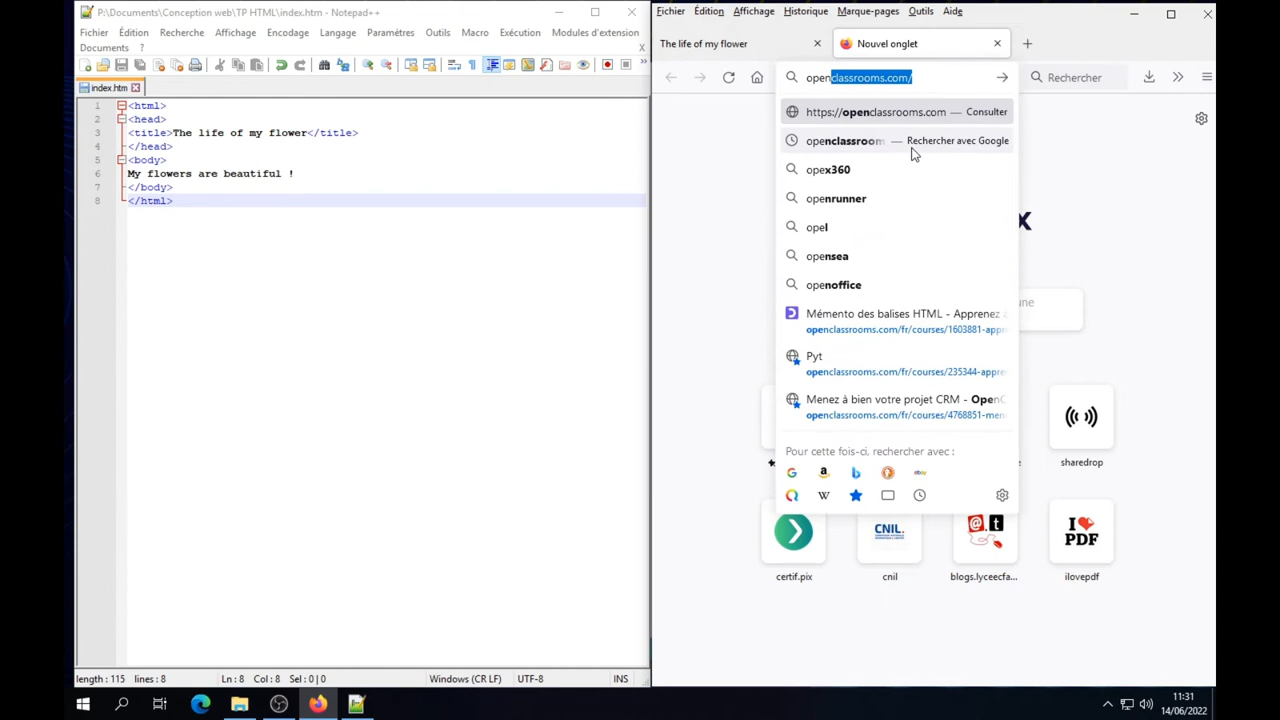 P:\Documents\Conception web\TP HTML\index.htm - Notepad++
Fichier Édition Recherche Affichage Encodage Langage Paramètres Outils Macro Exécution Modules d'extension
Documents ? X
index.htm
1 <html>
2 <head>
3 <title>The life of my flower</title>
4 </head>
5 <body>
6 My flowers are beautiful !
7 </body>
8 </html>
length : 115 lines : 8 Ln : 8 Col : 8 Sel : 0 | 0 Windows (CR LF) UTF-8 INS
Fichier Édition Affichage Historique Marque-pages Outils Aide
The life of my flower
Nouvel onglet
openclassrooms.com/
Rechercher
https://openclassrooms.com — Consulter
openclassroom — Rechercher avec Google
opex360
openrunner
opel
opensea
openoffice
Mémento des balises HTML - Apprenez
openclassrooms.com/fr/courses/1603881-appr
Pyt
openclassrooms.com/fr/courses/235344-appre
Menez à bien votre projet CRM - OpenC
openclassrooms.com/fr/courses/4768851-men
Pour cette fois-ci, rechercher avec :
x
une
sharedrop
CNIL.
@.t
I PDF
certif.pix
cnil
blogs.lyceecfa...
ilovepdf
11:31
14/06/2022